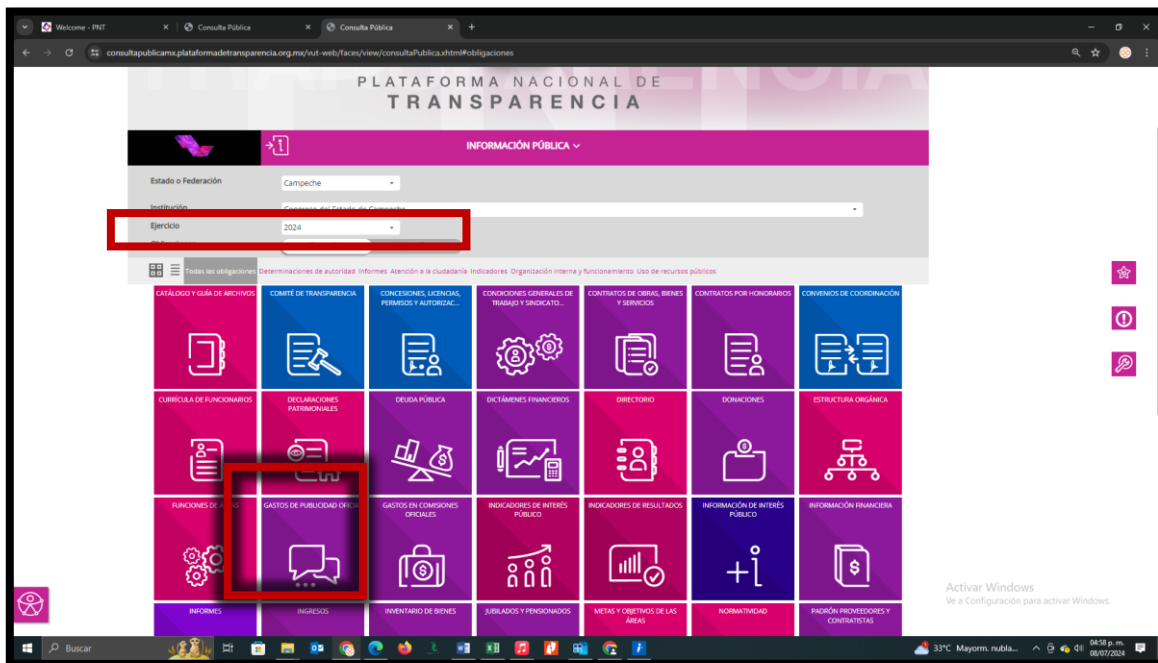 Welcome - PNT
Consulta Pública
Consulta Pública
consultapublicamx.plataformadetransparencia.org.mx/vut-web/faces/view/consultaPublica.xhtml#obligaciones
PLATAFORMA NACIONAL DE
TRANSPARENCIA
INFORMACIÓN PÚBLICA
Estado o Federación
Campeche
Institución
Congreso del Estado de Campeche
Ejercicio
2024
Todas las obligaciones Determinaciones de autoridad Informes Atención a la ciudadanía Indicadores Organización interna y funcionamiento Uso de recursos públicos
CATÁLOGO Y GUÍA DE ARCHIVOS
COMITÉ DE TRANSPARENCIA
CONCESIONES, LICENCIAS,
PERMISOS Y AUTORIZAC...
CONDICIONES GENERALES DE
TRABAJO Y SINDICATO...
CONTRATOS DE OBRAS, BIENES
Y SERVICIOS
CONTRATOS POR HONORARIOS
CONVENIOS DE COORDINACIÓN
CURRÍCULA DE FUNCIONARIOS
DECLARACIONES
PATRIMONIALES
DEUDA PÚBLICA
DICTÁMENES FINANCIEROS
DIRECTORIO
DONACIONES
ESTRUCTURA ORGÁNICA
FUNCIONES DE
GASTOS DE PUBLICIDAD
GASTOS EN COMISIONES
OFICIALES
INDICADORES DE INTERÉS
PÚBLICO
INDICADORES DE RESULTADOS
INFORMACIÓN DE INTERÉS
PÚBLICO
INFORMACIÓN FINANCIERA
INFORMES
INGRESOS
INVENTARIO DE BIENES
JUBILADOS Y PENSIONADOS
METAS Y OBJETIVOS DE LAS
ÁREAS
NORMATIVIDAD
PADRÓN PROVEEDORES Y
CONTRATISTAS
Activar Windows
Ve a Configuración para activar Windows.
Buscar
33°C Mayorm. nubla...
04:58 p. m.
08/07/2024